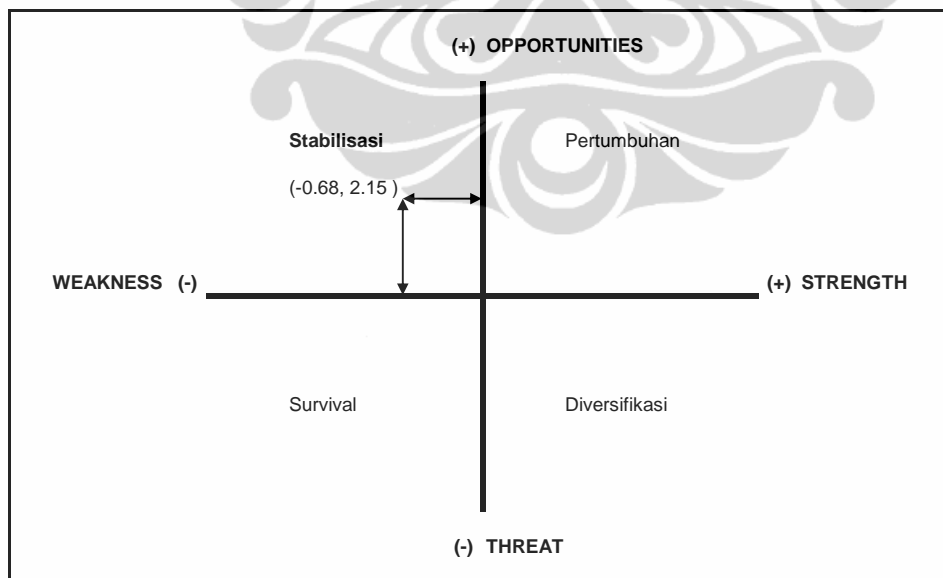 (+) OPPORTUNITIES
Stabilisasi
Pertumbuhan
(-0.68, 2.15 )
WEAKNESS (-)
(+) STRENGTH
Survival
Diversifikasi
(-) THREAT